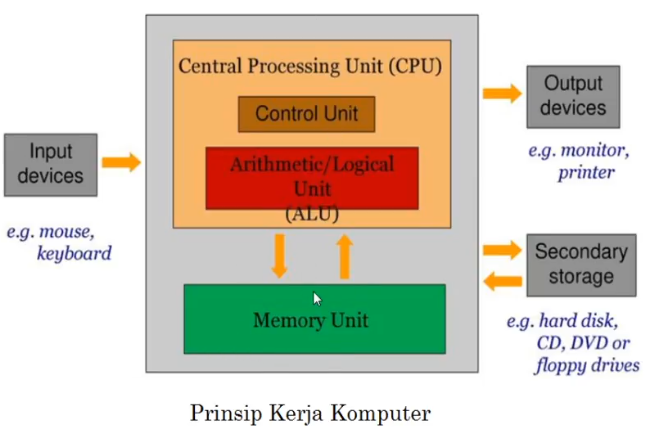 Central Processing Unit (CPU)
Control Unit
Arithmetic/Logical
Unit
(ALU)
Memory Unit
Input
devices
e.g. mouse,
keyboard
Output
devices
e.g. monitor,
printer
Secondary
storage
e.g. hard disk,
CD, DVD or
floppy drives
Prinsip Kerja Komputer